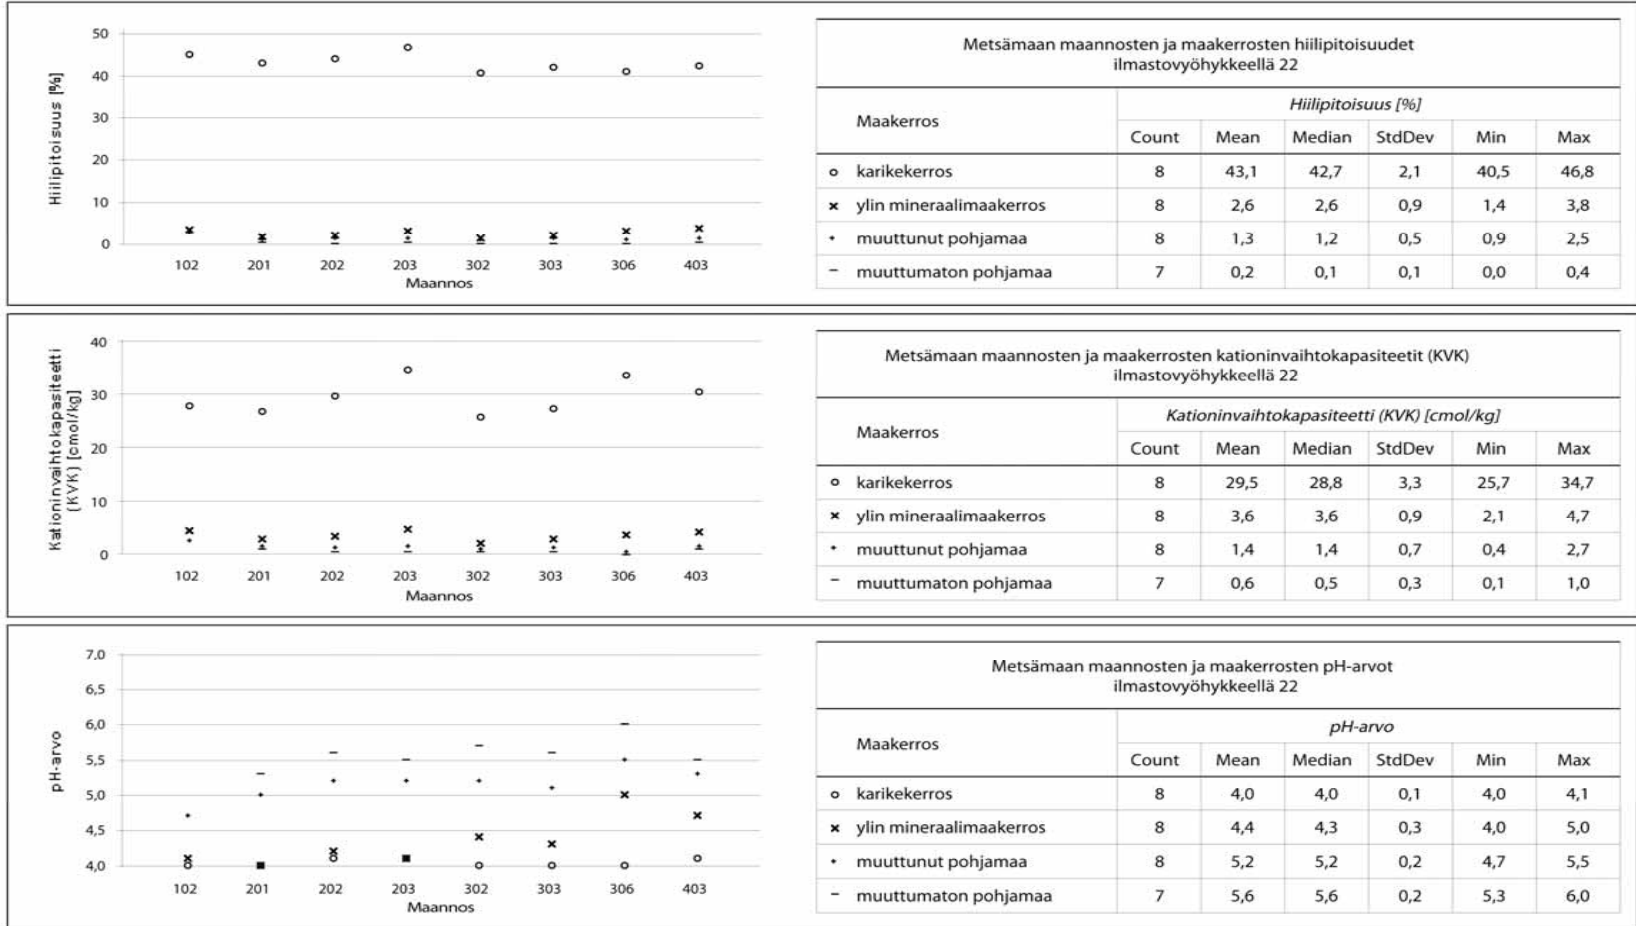 Hiilipitoisuus [%]
50
40
30
20
10
0
102 201 202 203 302 303 306 403
Maannos
Metsämaan maannosten ja maakerrosten hiilipitoisuudet
ilmastovyöhykkeellä 22
Maakerros
Hiilipitoisuus [%]
Count Mean Median StdDev Min Max
karikekerros 8 43,1 42,7 2,1 40,5 46,8
ylin mineraalimaakerros 8 2,6 2,6 0,9 1,4 3,8
muuttunut pohjamaa 8 1,3 1,2 0,5 0,9 2,5
muuttumaton pohjamaa 7 0,2 0,1 0,1 0,0 0,4
Kationinvaihtokapasiteetti
(KVK) [cmol/kg]
40
30
20
10
0
102 201 202 203 302 303 306 403
Maannos
Metsämaan maannosten ja maakerrosten kationinvaihtokapasiteetit (KVK)
ilmastovyöhykkeellä 22
Maakerros
Kationinvaihtokapasiteetti (KVK) [cmol/kg]
Count Mean Median StdDev Min Max
karikekerros 8 29,5 28,8 3,3 25,7 34,7
ylin mineraalimaakerros 8 3,6 3,6 0,9 2,1 4,7
muuttunut pohjamaa 8 1,4 1,4 0,7 0,4 2,7
muuttumaton pohjamaa 7 0,6 0,5 0,3 0,1 1,0
pH-arvo
7,0
6,5
6,0
5,5
5,0
4,5
4,0
102 201 202 203 302 303 306 403
Maannos
Metsämaan maannosten ja maakerrosten pH-arvot
ilmastovyöhykkeellä 22
Maakerros
pH-arvo
Count Mean Median StdDev Min Max
karikekerros 8 4,0 4,0 0,1 4,0 4,1
ylin mineraalimaakerros 8 4,4 4,3 0,3 4,0 5,0
muuttunut pohjamaa 8 5,2 5,2 0,2 4,7 5,5
muuttumaton pohjamaa 7 5,6 5,6 0,2 5,3 6,0